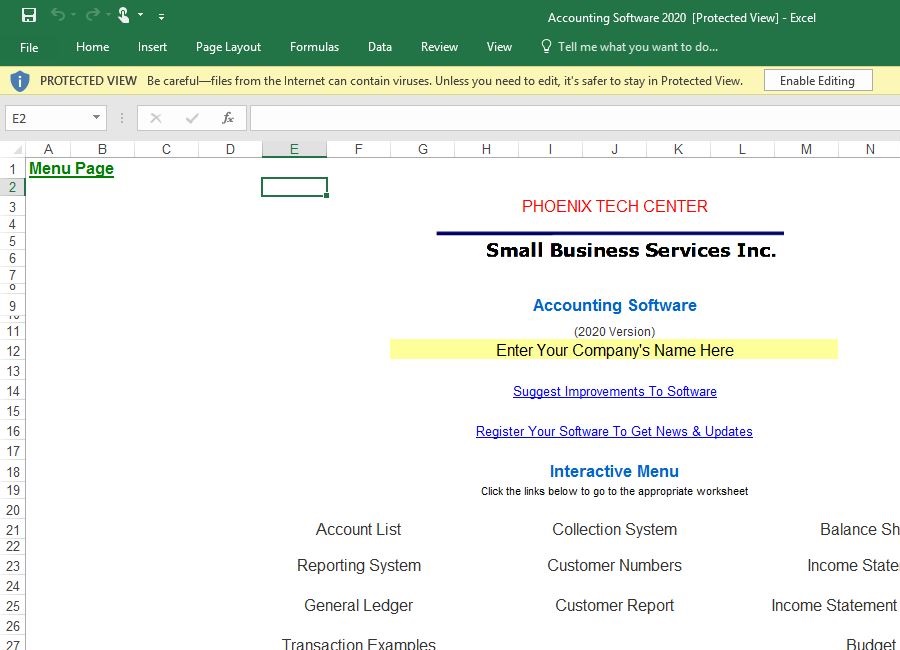 Accounting Software 2020 [Protected View] - Excel
File Home Insert Page Layout Formulas Data Review View Tell me what you want to do...
PROTECTED VIEW Be careful—files from the Internet can contain viruses. Unless you need to edit, it's safer to stay in Protected View. Enable Editing
E2 fx
A B C D E F G H I J K L M N
1 Menu Page
2
3 PHOENIX TECH CENTER
4
5
6 Small Business Services Inc.
7
8
9 Accounting Software
10
11 (2020 Version)
12 Enter Your Company's Name Here
13
14 Suggest Improvements To Software
15
16 Register Your Software To Get News & Updates
17
18 Interactive Menu
19 Click the links below to go to the appropriate worksheet
20
21 Account List Collection System Balance Sh
22
23 Reporting System Customer Numbers Income State
24
25 General Ledger Customer Report Income Statement
26
27 Transaction Examples Budget